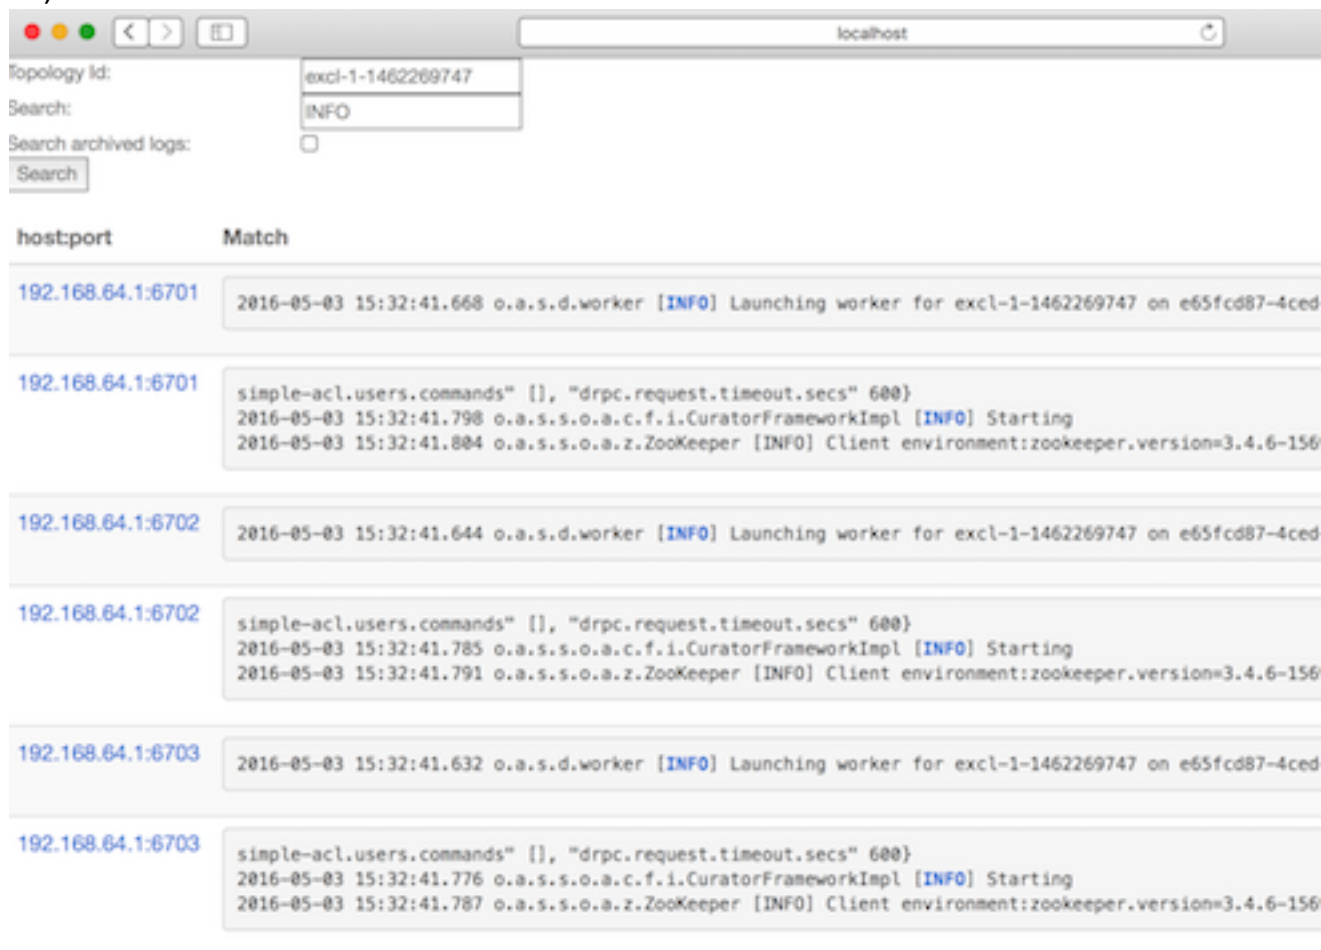 localhost
Topology Id: excl-1-1462269747
Search: INFO
Search archived logs:
Search
host:port Match
192.168.64.1:6701 2016-05-03 15:32:41.668 o.a.s.d.worker [INFO] Launching worker for excl-1-1462269747 on e65fcd87-4ced
192.168.64.1:6701 simple-acl.users.commands" [], "drpc.request.timeout.secs" 600}
2016-05-03 15:32:41.798 o.a.s.s.o.a.c.f.i.CuratorFrameworkImpl [INFO] Starting
2016-05-03 15:32:41.804 o.a.s.s.o.a.z.ZooKeeper [INFO] Client environment:zookeeper.version=3.4.6-156
192.168.64.1:6702 2016-05-03 15:32:41.644 o.a.s.d.worker [INFO] Launching worker for excl-1-1462269747 on e65fcd87-4ced
192.168.64.1:6702 simple-acl.users.commands" [], "drpc.request.timeout.secs" 600}
2016-05-03 15:32:41.785 o.a.s.s.o.a.c.f.i.CuratorFrameworkImpl [INFO] Starting
2016-05-03 15:32:41.791 o.a.s.s.o.a.z.ZooKeeper [INFO] Client environment:zookeeper.version=3.4.6-156
192.168.64.1:6703 2016-05-03 15:32:41.632 o.a.s.d.worker [INFO] Launching worker for excl-1-1462269747 on e65fcd87-4ced
192.168.64.1:6703 simple-acl.users.commands" [], "drpc.request.timeout.secs" 600}
2016-05-03 15:32:41.776 o.a.s.s.o.a.c.f.i.CuratorFrameworkImpl [INFO] Starting
2016-05-03 15:32:41.787 o.a.s.s.o.a.z.ZooKeeper [INFO] Client environment:zookeeper.version=3.4.6-156